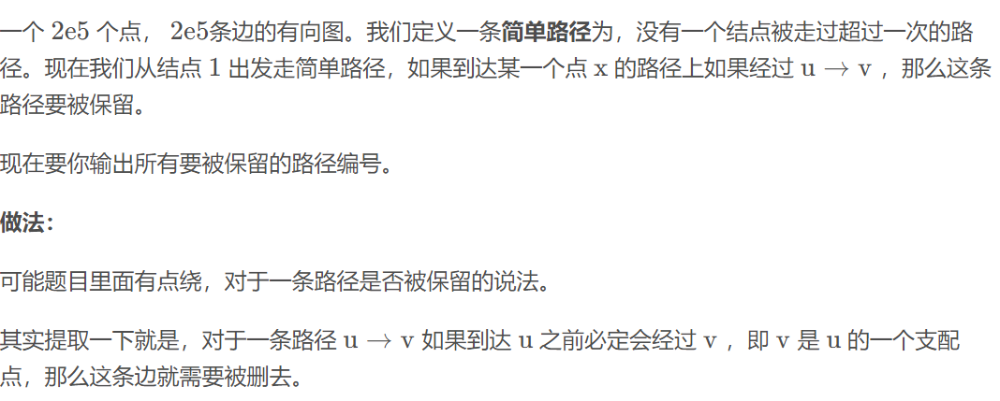 一个 2e5 个点， 2e5条边的有向图。我们定义一条简单路径为，没有一个结点被走过超过一次的路
径。现在我们从结点 1 出发走简单路径，如果到达某一个点 x 的路径上如果经过 u → v ，那么这条
路径要被保留。
现在要你输出所有要被保留的路径编号。
做法：
可能题目里面有点绕，对于一条路径是否被保留的说法。
其实提取一下就是，对于一条路径 u → v 如果到达 u 之前必定会经过 v ，即 v 是 u 的一个支配
点，那么这条边就需要被删去。